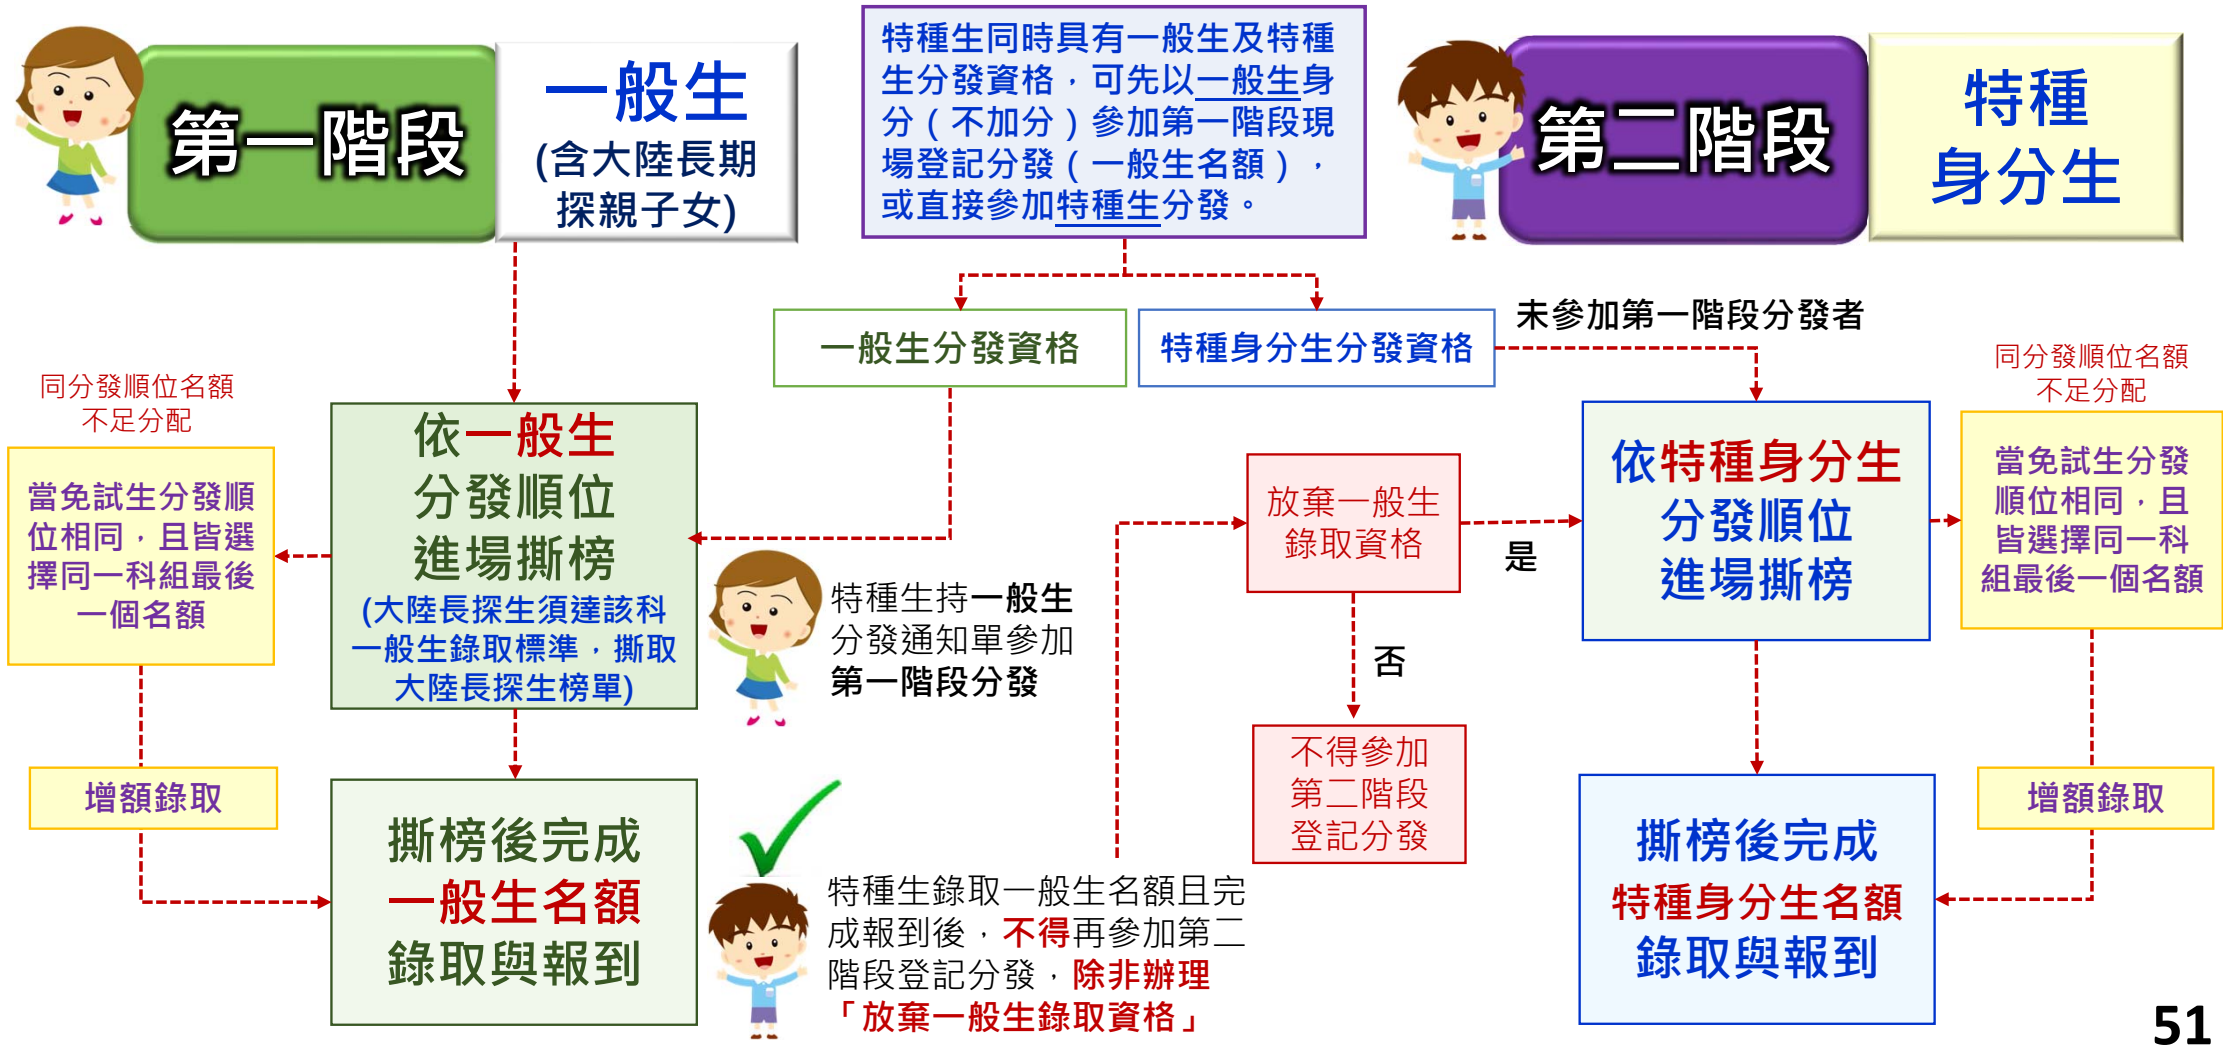 第一階段
一般生
(含大陸長期
探親子女)
特種生同時具有一般生及特種
生分發資格，可先以一般生身
分（不加分）參加第一階段現
場登記分發（一般生名額），
或直接參加特種生分發。
第二階段
特種
身分生
一般生分發資格
特種身分生分發資格
未參加第一階段分發者
同分發順位名額
不足分配
當免試生分發順
位相同，且皆選
擇同一科組最後
一個名額
增額錄取
依一般生
分發順位
進場撕榜
(大陸長探生須達該科
一般生錄取標準，撕取
大陸長探生榜單)
撕榜後完成
一般生名額
錄取與報到
特種生持一般生
分發通知單參加
第一階段分發
特種生錄取一般生名額且完
成報到後，不得再參加第二
階段登記分發，除非辦理
「放棄一般生錄取資格」
放棄一般生
錄取資格
是
否
不得參加
第二階段
登記分發
依特種身分生
分發順位
進場撕榜
撕榜後完成
特種身分生名額
錄取與報到
同分發順位名額
不足分配
當免試生分發
順位相同，且
皆選擇同一科
組最後一個名額
增額錄取
51